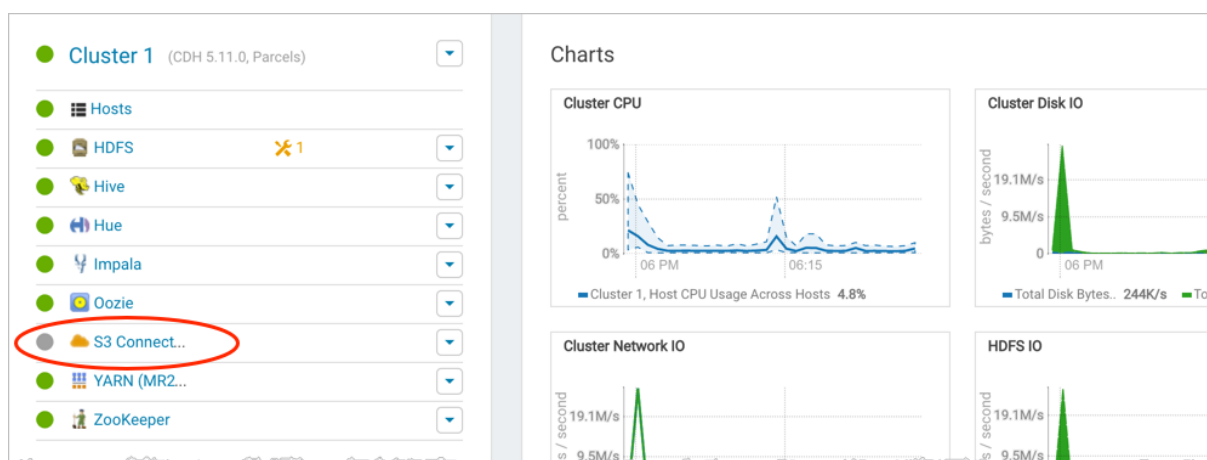 Cluster 1 (CDH 5.11.0, Parcels)
Hosts
HDFS 1
Hive
Hue
Impala
Oozie
S3 Connect...
YARN (MR2...
ZooKeeper
Charts
Cluster CPU
percent
100%
50%
0%
06 PM 06:15
Cluster 1, Host CPU Usage Across Hosts 4.8%
Cluster Disk IO
bytes / second
19.1M/s
9.5M/s
0
06 PM
Total Disk Bytes.. 244K/s To
Cluster Network IO
s / second
19.1M/s
9.5M/s
HDFS IO
s / second
19.1M/s
9.5M/s